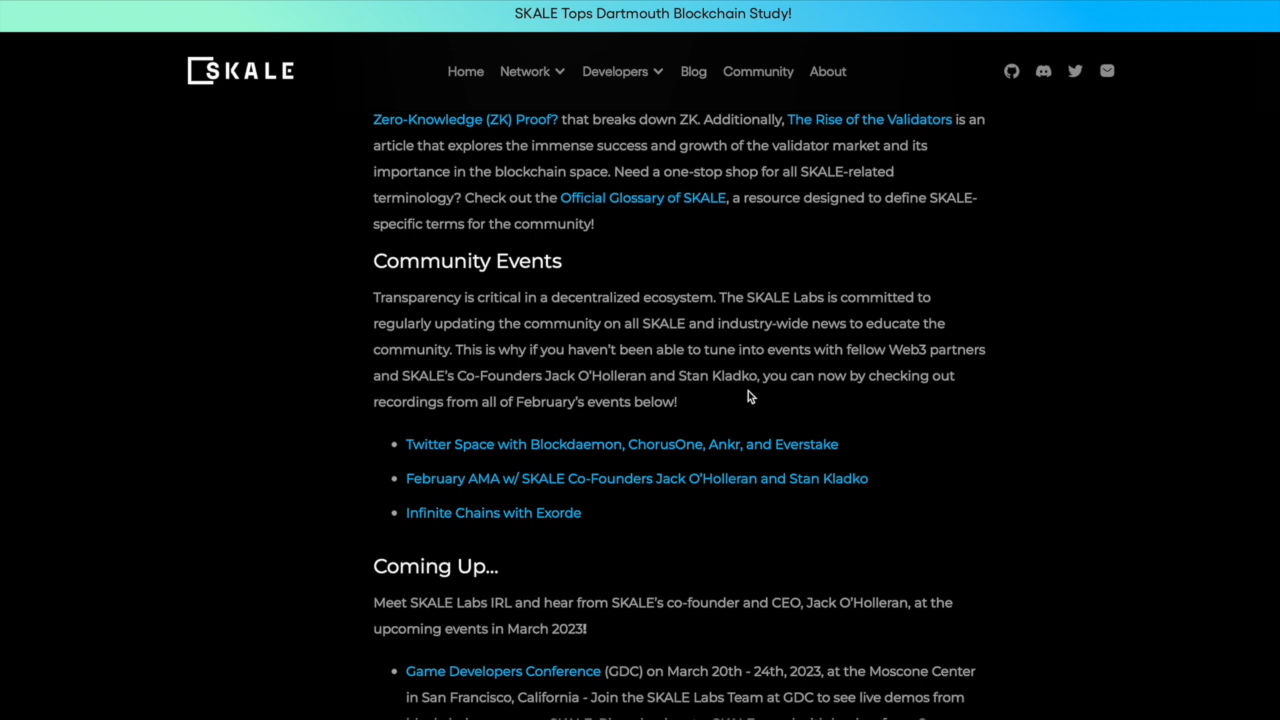 SKALE Tops Dartmouth Blockchain Study!
SKALE
Home Network Developers Blog Community About
Zero-Knowledge (ZK) Proof? that breaks down ZK. Additionally, The Rise of the Validators is an
article that explores the immense success and growth of the validator market and its
importance in the blockchain space. Need a one-stop shop for all SKALE-related
terminology? Check out the Official Glossary of SKALE, a resource designed to define SKALE-
specific terms for the community!
Community Events
Transparency is critical in a decentralized ecosystem. The SKALE Labs is committed to
regularly updating the community on all SKALE and industry-wide news to educate the
community. This is why if you haven’t been able to tune into events with fellow Web3 partners
and SKALE’s Co-Founders Jack O’Holleran and Stan Kladko, you can now by checking out
recordings from all of February’s events below!
• Twitter Space with Blockdaemon, ChorusOne, Ankr, and Everstake
• February AMA w/ SKALE Co-Founders Jack O’Holleran and Stan Kladko
• Infinite Chains with Exorde
Coming Up...
Meet SKALE Labs IRL and hear from SKALE’s co-founder and CEO, Jack O’Holleran, at the
upcoming events in March 2023!
• Game Developers Conference (GDC) on March 20th - 24th, 2023, at the Moscone Center
in San Francisco, California - Join the SKALE Labs Team at GDC to see live demos from